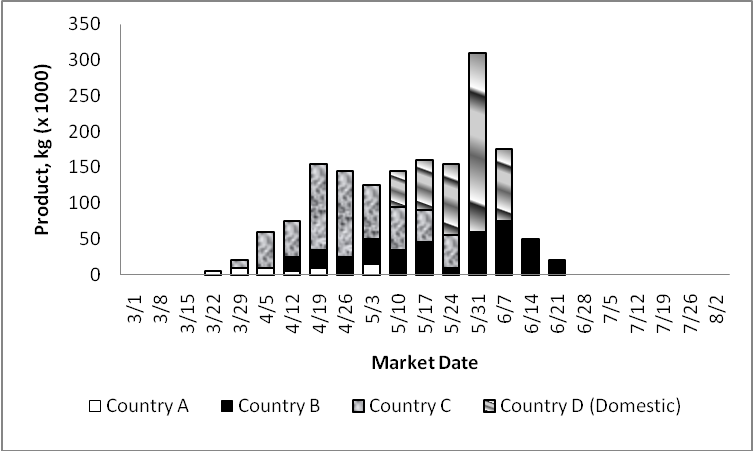 Product, kg (x 1000)
350
300
250
200
150
100
50
0
3/1 3/8 3/15 3/22 3/29 4/5 4/12 4/19 4/26 5/3 5/10 5/17 5/24 5/31 6/7 6/14 6/21 6/28 7/5 7/12 7/19 7/26 8/2
Market Date
Country A Country B Country C Country D (Domestic)